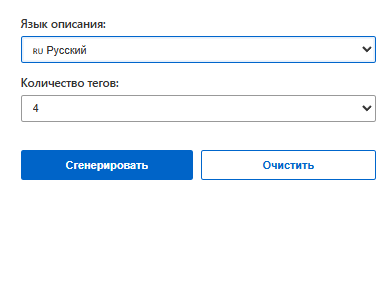 Язык описания:
RU Русский
Количество тегов:
4
Сгенерировать
Очистить